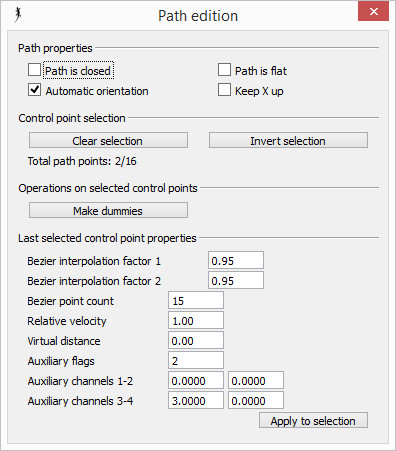 Path edition
Path properties
Path is closed Path is flat
Automatic orientation Keep X up
Control point selection
Clear selection Invert selection
Total path points: 2/16
Operations on selected control points
Make dummies
Last selected control point properties
Bezier interpolation factor 1 0.95
Bezier interpolation factor 2 0.95
Bezier point count 15
Relative velocity 1.00
Virtual distance 0.00
Auxiliary flags 2
Auxiliary channels 1-2 0.0000 0.0000
Auxiliary channels 3-4 3.0000 0.0000
Apply to selection